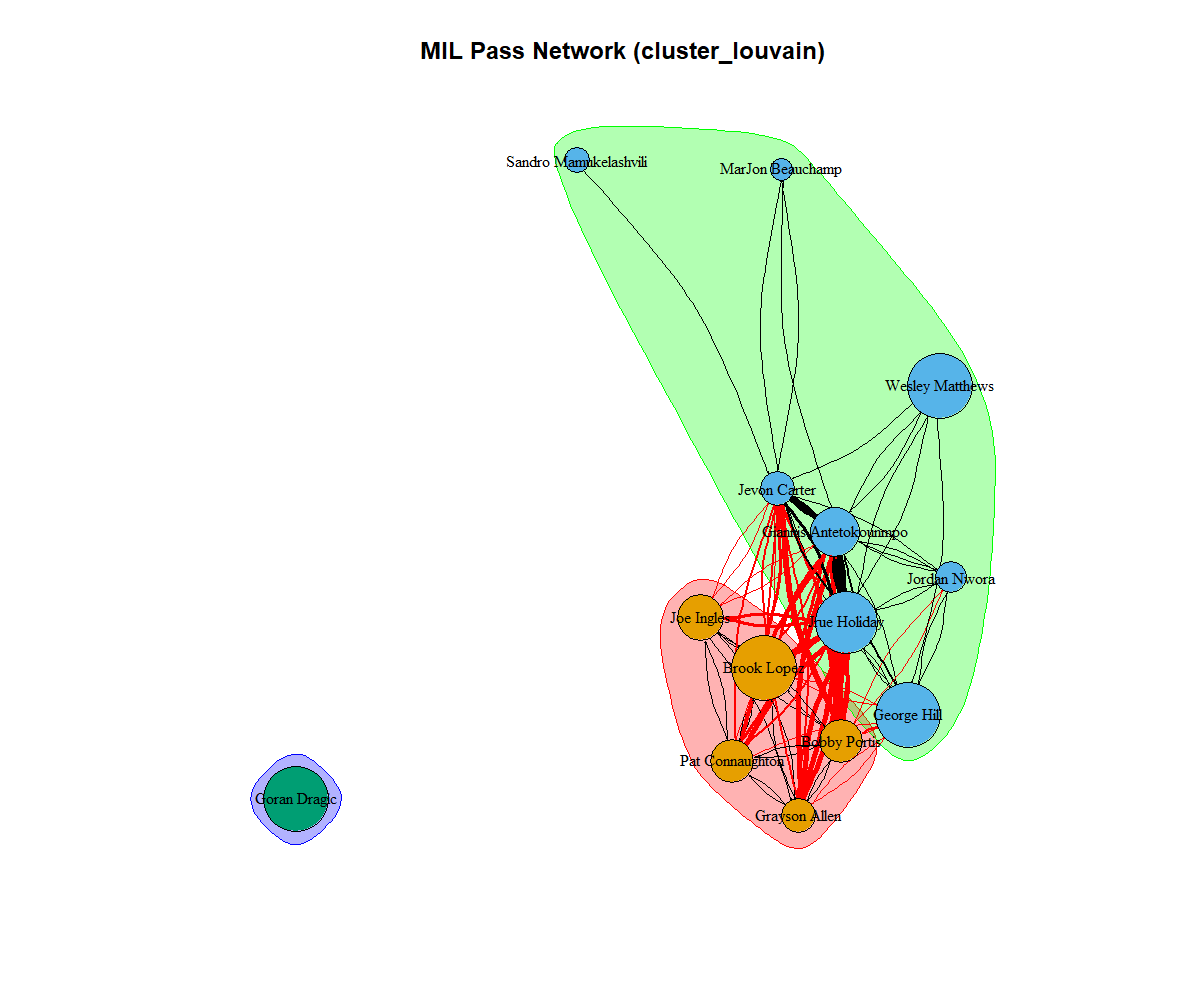 MIL Pass Network (cluster_louvain)
Sandro Mamukelashvili
MarJon Beauchamp
Wesley Matthews
Jevon Carter
Giannis Antetokounmpo
Jordan Nwora
Joe Ingles
Jrue Holiday
Brook Lopez
George Hill
Bobby Portis
Pat Connaughton
Goran Dragic
Grayson Allen